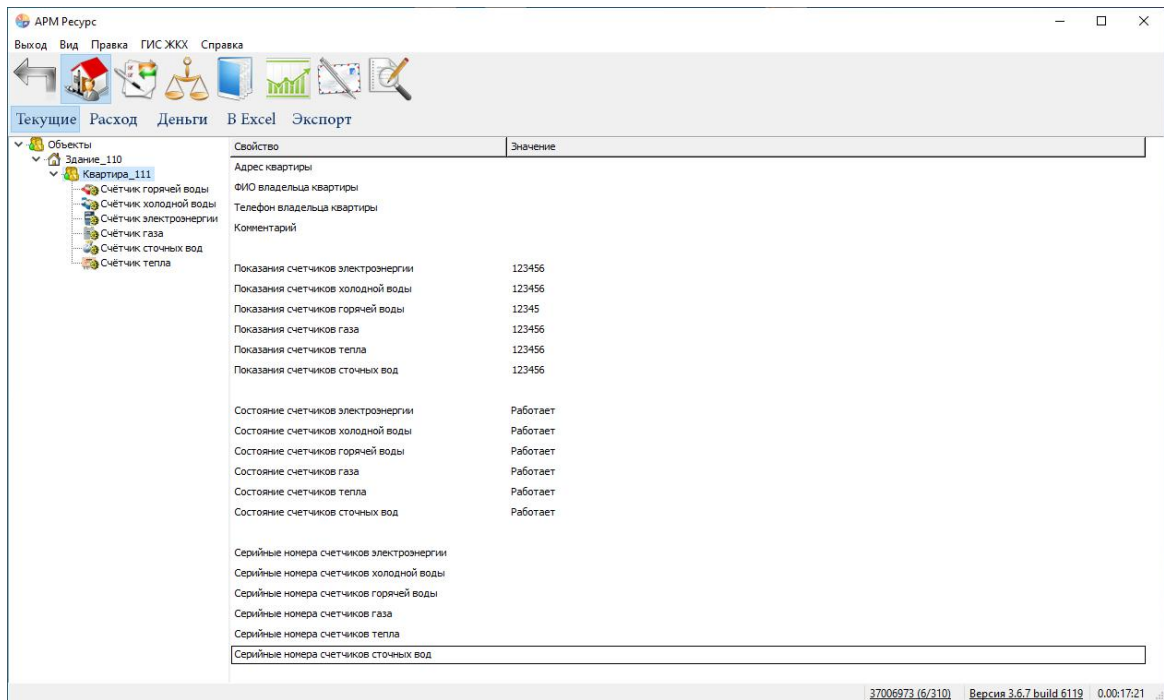 АРМ Ресурс
Выход Вид Правка ГИС ЖКХ Справка
Текущие Расход Деньги В Excel Экспорт
Объекты
Здание_110
Квартира_111
Счётчик горячей воды
Счётчик холодной воды
Счётчик электроэнергии
Счётчик газа
Счётчик сточных вод
Счётчик тепла
Свойство Значение
Адрес квартиры
ФИО владельца квартиры
Телефон владельца квартиры
Комментарий
Показания счетчиков электроэнергии 123456
Показания счетчиков холодной воды 123456
Показания счетчиков горячей воды 12345
Показания счетчиков газа 123456
Показания счетчиков тепла 123456
Показания счетчиков сточных вод 123456
Состояние счетчиков электроэнергии Работает
Состояние счетчиков холодной воды Работает
Состояние счетчиков горячей воды Работает
Состояние счетчиков газа Работает
Состояние счетчиков тепла Работает
Состояние счетчиков сточных вод Работает
Серийные номера счетчиков электроэнергии
Серийные номера счетчиков холодной воды
Серийные номера счетчиков горячей воды
Серийные номера счетчиков газа
Серийные номера счетчиков тепла
Серийные номера счетчиков сточных вод
37006973 (6/310) Версия 3.6.7 build 6119 0.00:17:21